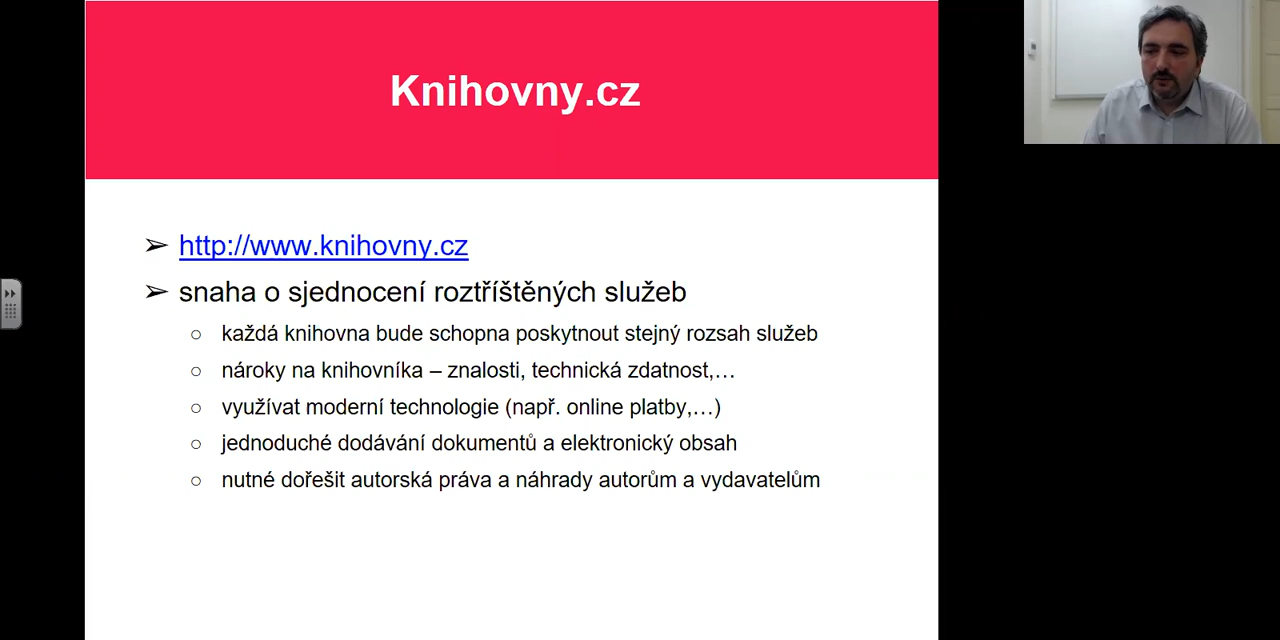 Knihovny.cz
➢ http://www.knihovny.cz
➢ snaha o sjednocení roztříštěných služeb
○ každá knihovna bude schopna poskytnout stejný rozsah služeb
○ nároky na knihovníka – znalosti, technická zdatnost,…
○ využívat moderní technologie (např. online platby,…)
○ jednoduché dodávání dokumentů a elektronický obsah
○ nutné dořešit autorská práva a náhrady autorům a vydavatelům